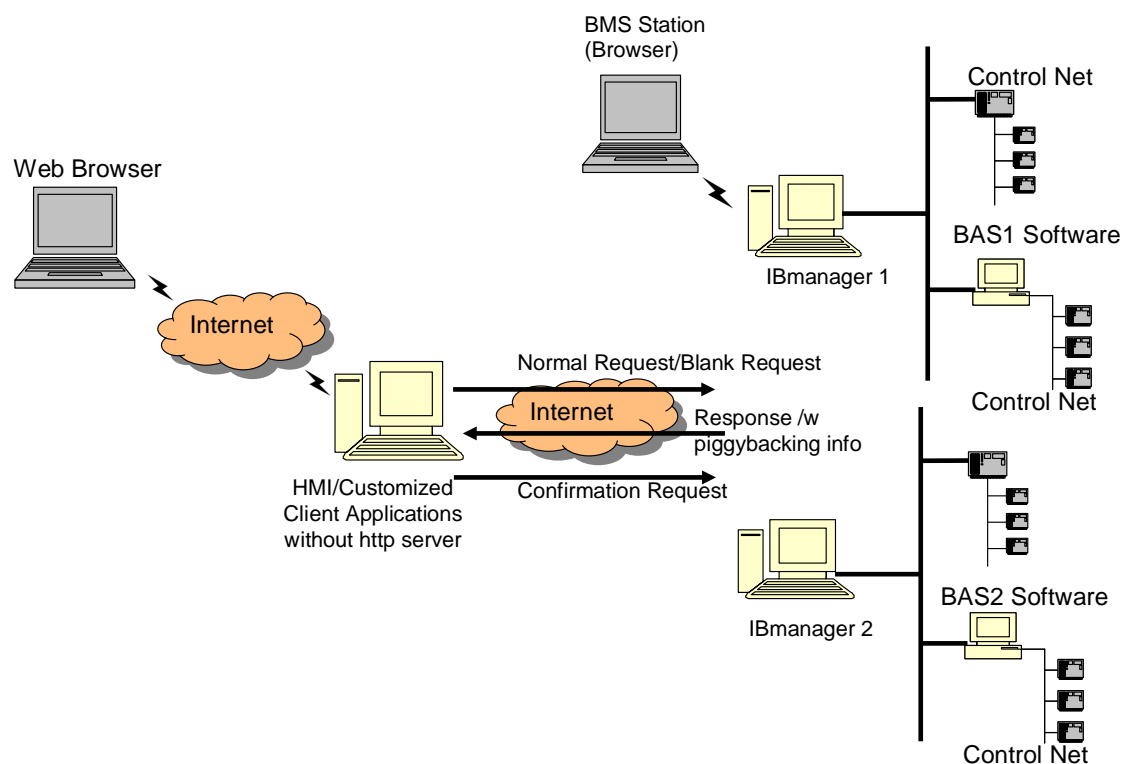 BMS Station
(Browser)
Control Net
Web Browser
BAS1 Software
IBmanager 1
Internet
Normal Request/Blank Request
Control Net
Internet
Response /w
piggybacking info
HMI/Customized
Client Applications
without http server
Confirmation Request
BAS2 Software
IBmanager 2
Control Net